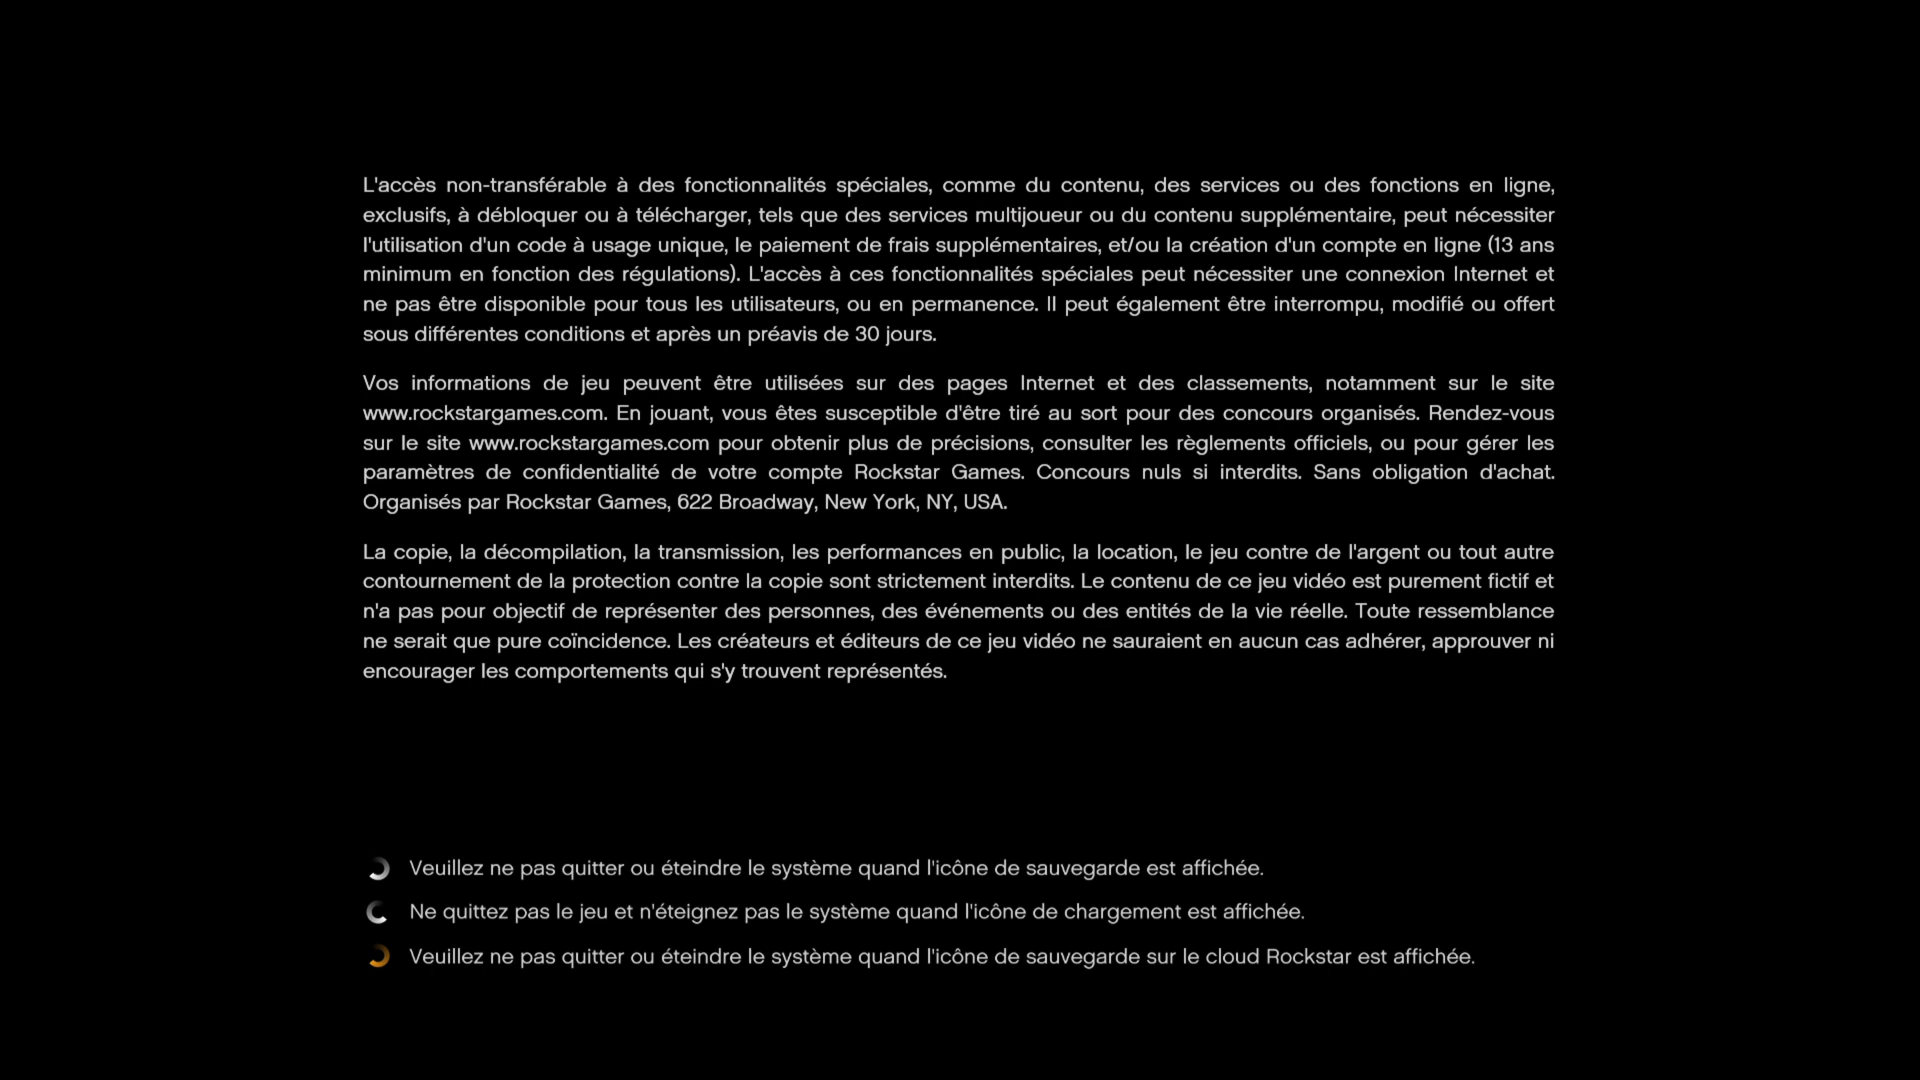 L'accès non-transférable à des fonctionnalités spéciales, comme du contenu, des services ou des fonctions en ligne,
exclusifs, à débloquer ou à télécharger, tels que des services multijoueur ou du contenu supplémentaire, peut nécessiter
l'utilisation d'un code à usage unique, le paiement de frais supplémentaires, et/ou la création d'un compte en ligne (13 ans
minimum en fonction des régulations). L'accès à ces fonctionnalités spéciales peut nécessiter une connexion Internet et
ne pas être disponible pour tous les utilisateurs, ou en permanence. Il peut également être interrompu, modifié ou offert
sous différentes conditions et après un préavis de 30 jours.
Vos informations de jeu peuvent être utilisées sur des pages Internet et des classements, notamment sur le site
www.rockstargames.com. En jouant, vous êtes susceptible d'être tiré au sort pour des concours organisés. Rendez-vous
sur le site www.rockstargames.com pour obtenir plus de précisions, consulter les règlements officiels, ou pour gérer les
paramètres de confidentialité de votre compte Rockstar Games. Concours nuls si interdits. Sans obligation d'achat.
Organisés par Rockstar Games, 622 Broadway, New York, NY, USA.
La copie, la décompilation, la transmission, les performances en public, la location, le jeu contre de l'argent ou tout autre
contournement de la protection contre la copie sont strictement interdits. Le contenu de ce jeu vidéo est purement fictif et
n'a pas pour objectif de représenter des personnes, des événements ou des entités de la vie réelle. Toute ressemblance
ne serait que pure coïncidence. Les créateurs et éditeurs de ce jeu vidéo ne sauraient en aucun cas adhérer, approuver ni
encourager les comportements qui s'y trouvent représentés.
Veuillez ne pas quitter ou éteindre le système quand l'icône de sauvegarde est affichée.
Ne quittez pas le jeu et n'éteignez pas le système quand l'icône de chargement est affichée.
Veuillez ne pas quitter ou éteindre le système quand l'icône de sauvegarde sur le cloud Rockstar est affichée.